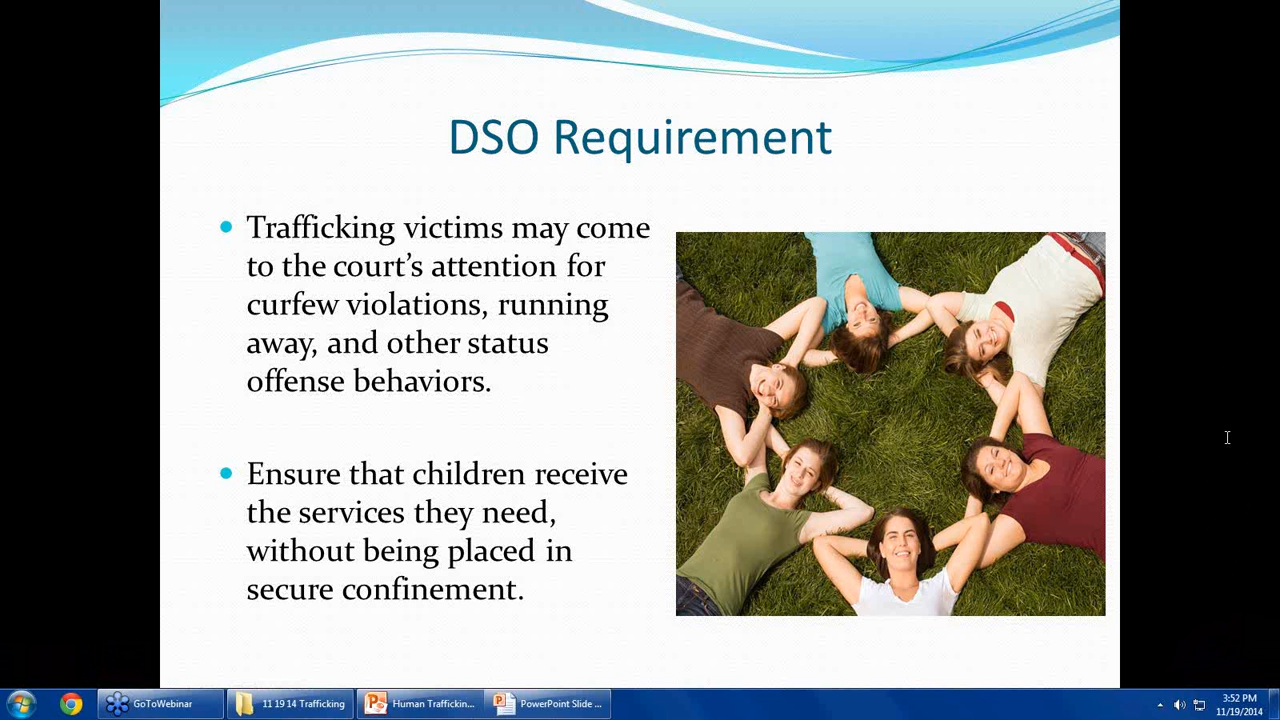 DSO Requirement
Trafficking victims may come
to the court’s attention for
curfew violations, running
away, and other status
offense behaviors.
Ensure that children receive
the services they need,
without being placed in
secure confinement.
GoToWebinar
11 19 14 Trafficking
Human Traffickin...
PowerPoint Slide ...
3:52 PM
11/19/2014